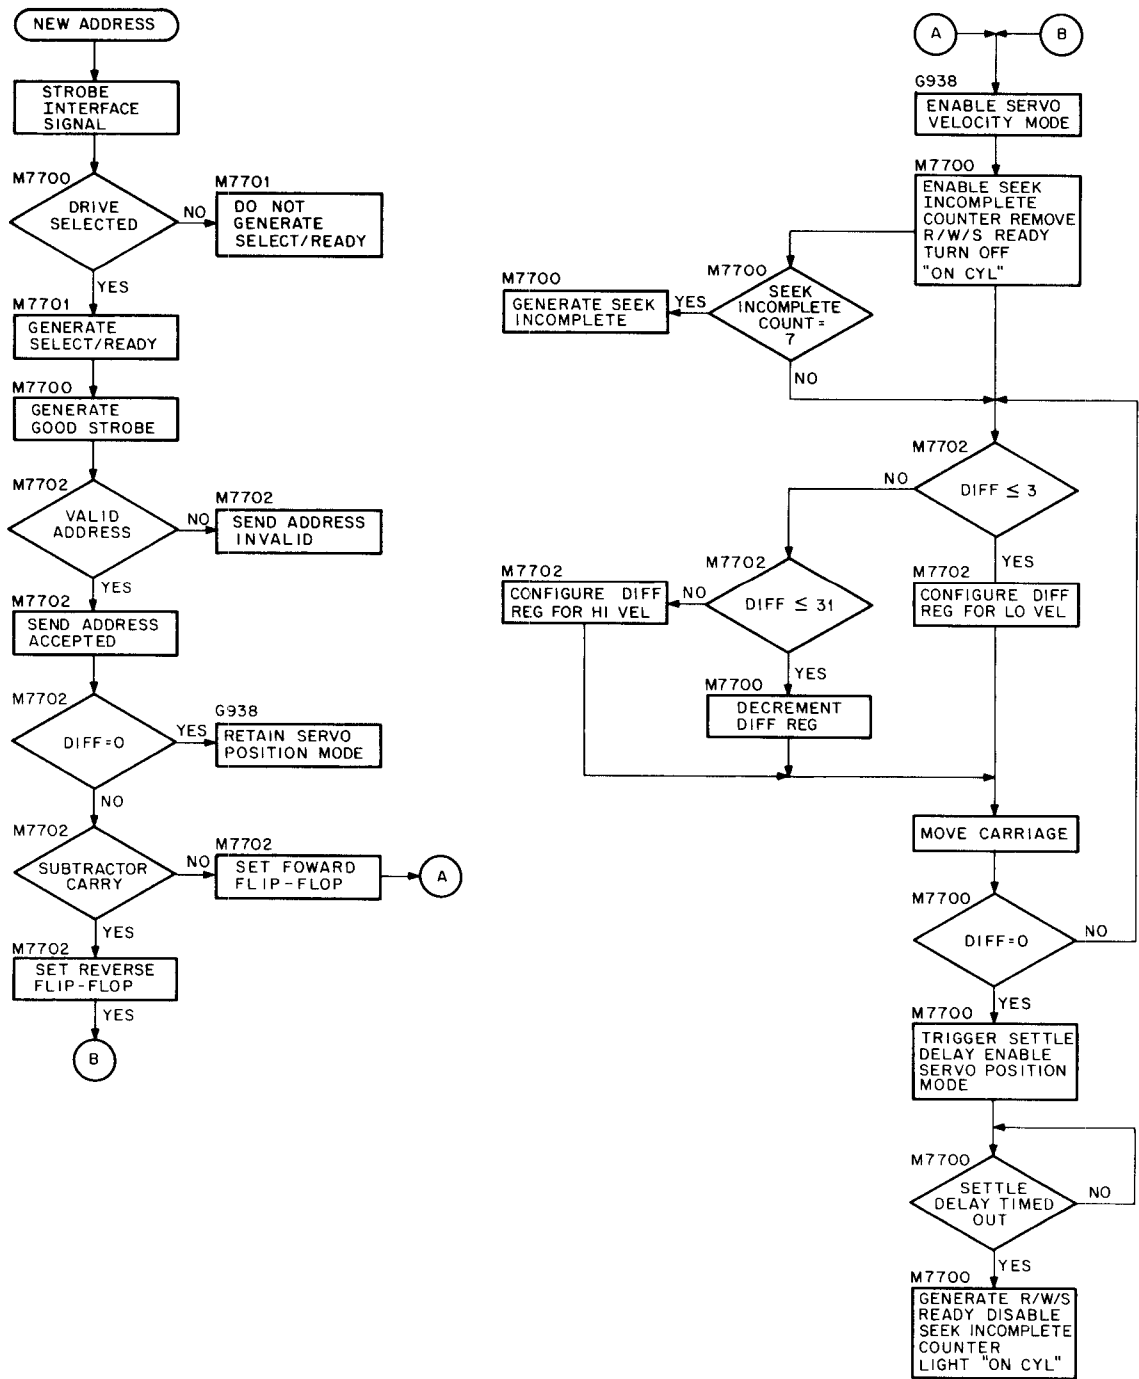 NEW ADDRESS
STROBE
INTERFACE
SIGNAL
M7700
DRIVE
SELECTED
NO
M7701
DO NOT
GENERATE
SELECT/READY
YES
M7701
GENERATE
SELECT/READY
M7700
GENERATE
GOOD STROBE
M7702
VALID
ADDRESS
NO
M7702
SEND ADDRESS
INVALID
YES
M7702
SEND ADDRESS
ACCEPTED
M7702
DIFF=0
YES
G938
RETAIN SERVO
POSITION MODE
NO
M7702
SUBTRACTOR
CARRY
NO
M7702
SET FOWARD
FLIP-FLOP
A
YES
M7702
SET REVERSE
FLIP-FLOP
YES
B
A
B
G938
ENABLE SERVO
VELOCITY MODE
M7700
ENABLE SEEK
INCOMPLETE
COUNTER REMOVE
R/W/S READY
TURN OFF
"ON CYL"
M7700
SEEK
INCOMPLETE
COUNT=
7
YES
M7700
GENERATE SEEK
INCOMPLETE
NO
M7702
DIFF ≤ 3
NO
YES
M7702
CONFIGURE DIFF
REG FOR LO VEL
M7702
DIFF ≤ 31
NO
M7702
CONFIGURE DIFF
REG FOR HI VEL
YES
M7700
DECREMENT
DIFF REG
MOVE CARRIAGE
M7700
DIFF=0
NO
YES
M7700
TRIGGER SETTLE
DELAY ENABLE
SERVO POSITION
MODE
M7700
SETTLE
DELAY TIMED
OUT
NO
YES
M7700
GENERATE R/W/S
READY DISABLE
SEEK INCOMPLETE
COUNTER
LIGHT "ON CYL"